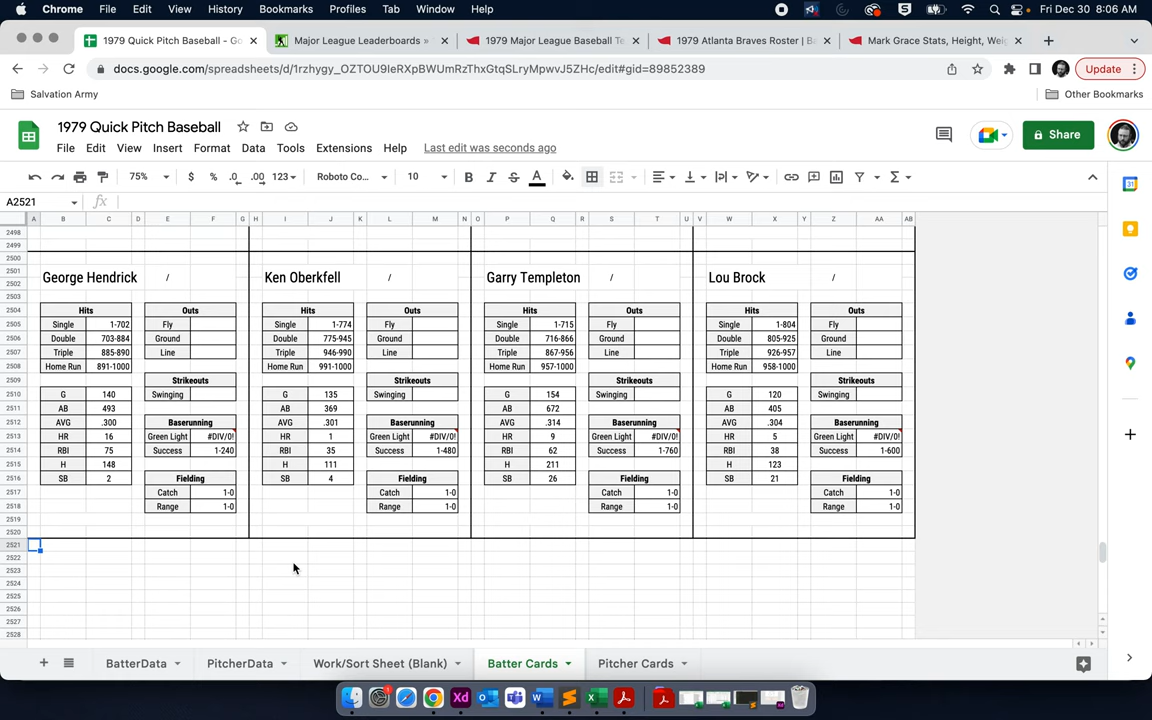 Chrome File Edit View History Bookmarks Profiles Tab Window Help Fri Dec 30 8:06 AM
1979 Quick Pitch Baseball - Go Major League Leaderboards » 1979 Major League Baseball Te 1979 Atlanta Braves Roster | Ba Mark Grace Stats, Height, Weig
docs.google.com/spreadsheets/d/1rzhygy_OZTOU9IeRXpBWUmRzThxGtqSLryMpwvJ5ZHc/edit#gid=89852389 Update
Salvation Army Other Bookmarks
1979 Quick Pitch Baseball
File Edit View Insert Format Data Tools Extensions Help Last edit was seconds ago Share
75% $ % .0 .00 123 Roboto Co... 10 B I S A
A2521 fx
A B C D E F G H I J K L M N O P Q R S T U V W X Y Z AA AB
2498
2499
2500
2501 George Hendrick / Ken Oberkfell / Garry Templeton / Lou Brock /
2502
2503
2504 Hits Outs Hits Outs Hits Outs Hits Outs
2505 Single 1-702 Fly Single 1-774 Fly Single 1-715 Fly Single 1-804 Fly
2506 Double 703-884 Ground Double 775-945 Ground Double 716-866 Ground Double 805-925 Ground
2507 Triple 885-890 Line Triple 946-990 Line Triple 867-956 Line Triple 926-957 Line
2508 Home Run 891-1000 Home Run 991-1000 Home Run 957-1000 Home Run 958-1000
2509 Strikeouts Strikeouts Strikeouts Strikeouts
2510 G 140 Swinging G 135 Swinging G 154 Swinging G 120 Swinging
2511 AB 493 AB 369 AB 672 AB 405
2512 AVG .300 Baserunning AVG .301 Baserunning AVG .314 Baserunning AVG .304 Baserunning
2513 HR 16 Green Light #DIV/0! HR 1 Green Light #DIV/0! HR 9 Green Light #DIV/0! HR 5 Green Light #DIV/0!
2514 RBI 75 Success 1-240 RBI 35 Success 1-480 RBI 62 Success 1-760 RBI 38 Success 1-600
2515 H 148 H 111 H 211 H 123
2516 SB 2 Fielding SB 4 Fielding SB 26 Fielding SB 21 Fielding
2517 Catch 1-0 Catch 1-0 Catch 1-0 Catch 1-0
2518 Range 1-0 Range 1-0 Range 1-0 Range 1-0
2519
2520
2521
2522
2523
2524
2525
2526
2527
2528
BatterData PitcherData Work/Sort Sheet (Blank) Batter Cards Pitcher Cards